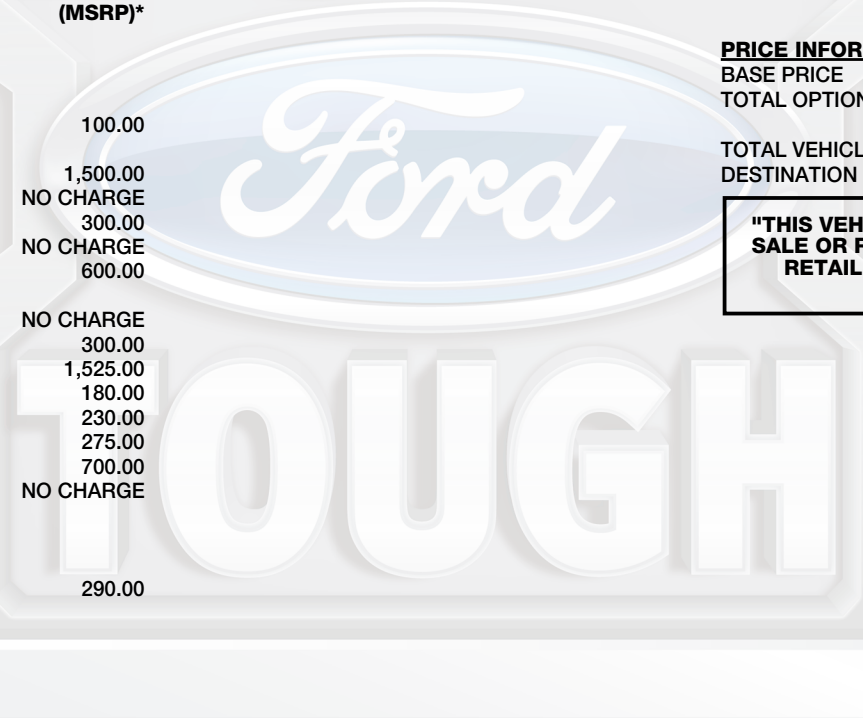 (MSRP)*
100.00
1,500.00
NO CHARGE
300.00
NO CHARGE
600.00
NO CHARGE
300.00
1,525.00
180.00
230.00
275.00
700.00
NO CHARGE
290.00
PRICE INFOR
BASE PRICE
TOTAL OPTION
TOTAL VEHICL
DESTINATION
"THIS VEH
SALE OR F
RETAIL
Ford
TOUGH